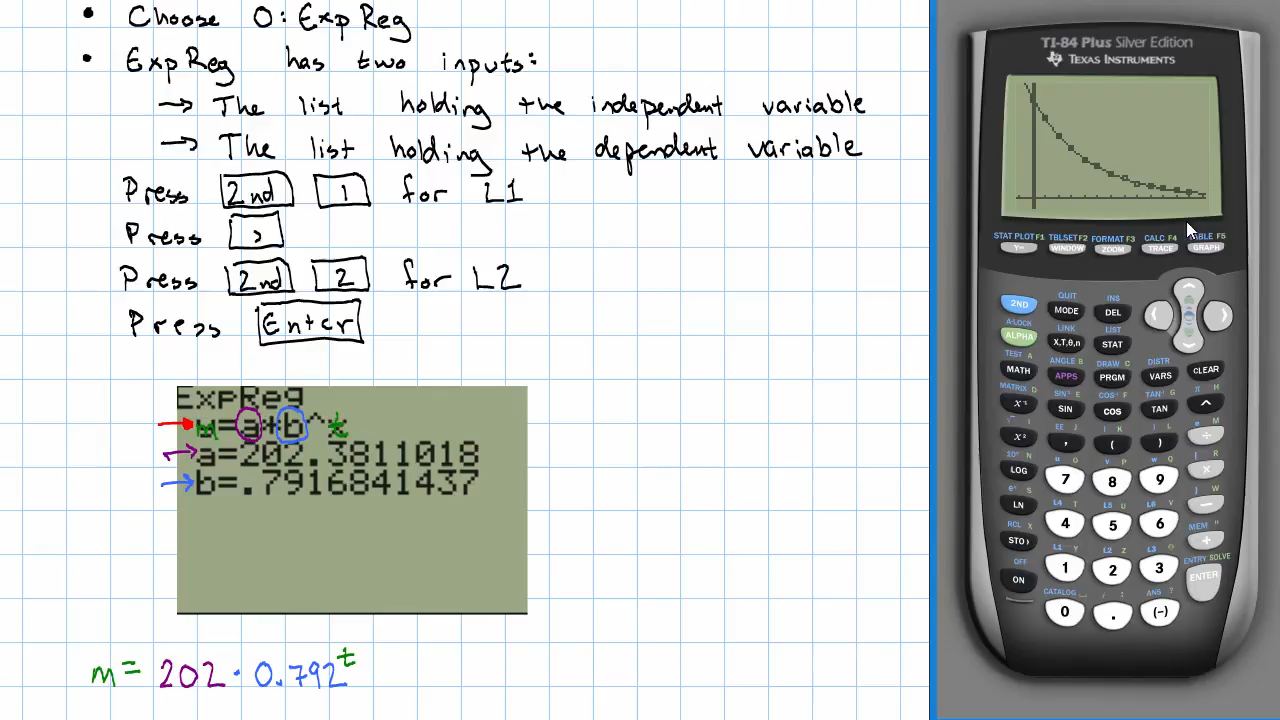 • Choose 0: ExpReg
• ExpReg has two inputs:
→ The list holding the independent variable
→ The list holding the dependent variable
Press 2nd 1 for L1
Press ,
Press 2nd 2 for L2
Press Enter
ExpReg
m=a*b^t
a=202.3811018
b=.7916841437
m = 202 · 0.792^t
TI-84 Plus Silver Edition
TEXAS INSTRUMENTS
STAT PLOT F1 TBLSET F2 FORMAT F3 CALC F4 TABLE F5
Y= WINDOW ZOOM TRACE GRAPH
QUIT INS
2ND MODE DEL
A-LOCK LINK LIST
ALPHA X,T,θ,n STAT
TEST A ANGLE B DRAW C DISTR
MATH APPS PRGM VARS CLEAR
MATRIX D SIN⁻¹ E COS⁻¹ F TAN⁻¹ G π H
X⁻¹ SIN COS TAN ^
√ I EE J { K } L e M
X² , ( ) ÷
10ˣ N u O v P w Q [ R
LOG 7 8 9 ×
eˣ S L4 T L5 U L6 V ] W
LN 4 5 6 −
RCL X L1 Y L2 Z L3 θ MEM "
STO› 1 2 3 +
OFF CATALOG ⎵ i : ANS ? ENTRY SOLVE
ON 0 . (−) ENTER